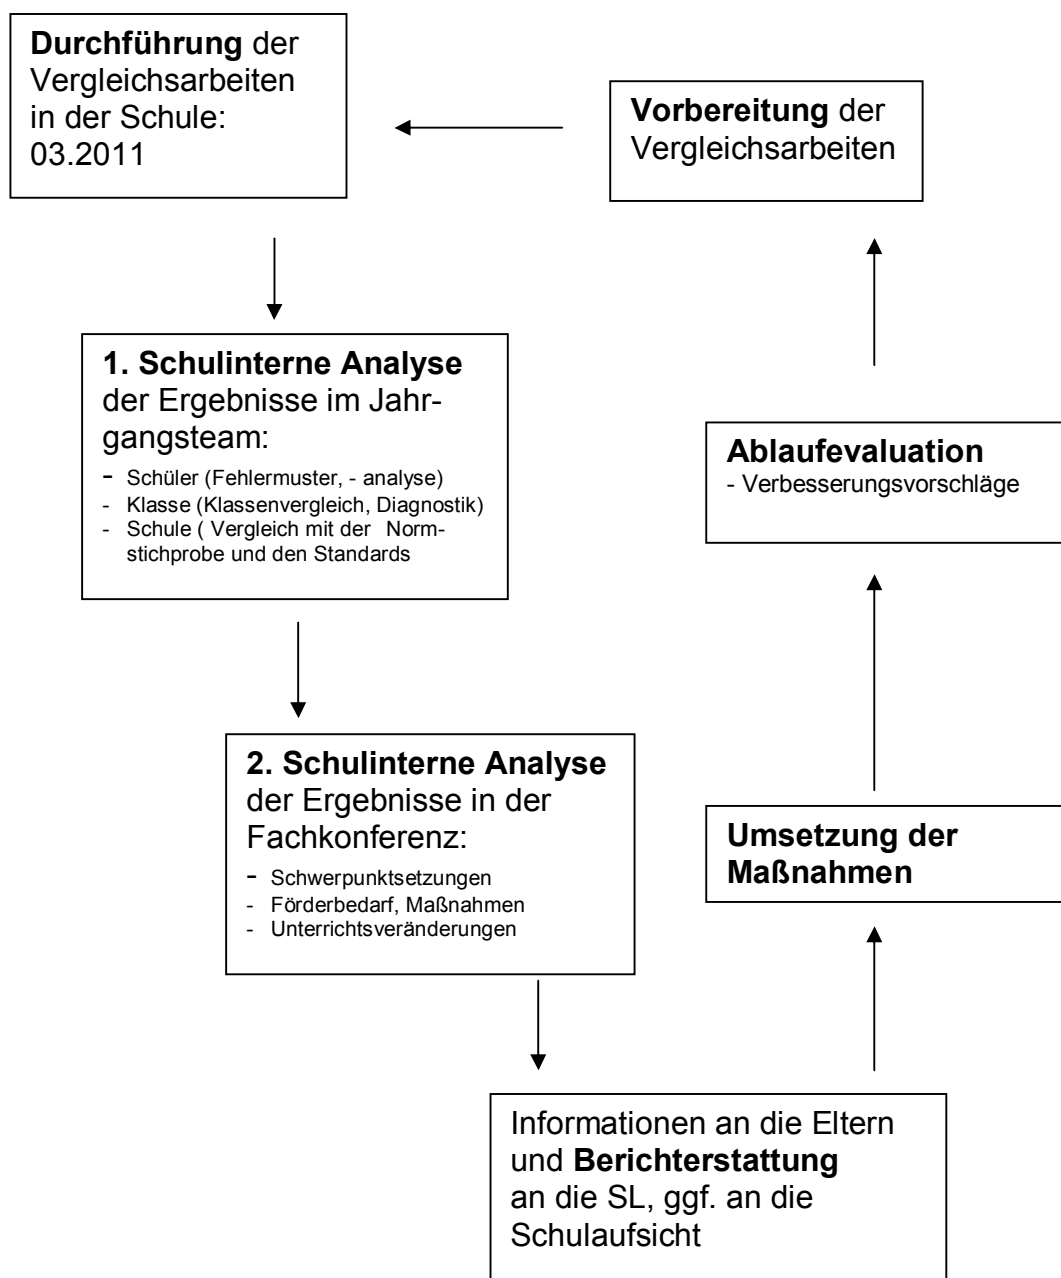 Durchführung der
Vergleichsarbeiten
in der Schule:
03.2011
Vorbereitung der
Vergleichsarbeiten
1. Schulinterne Analyse
der Ergebnisse im Jahr-
gangsteam:
- Schüler (Fehlermuster, - analyse)
- Klasse (Klassenvergleich, Diagnostik)
- Schule ( Vergleich mit der Norm-
stichprobe und den Standards
Ablaufevaluation
- Verbesserungsvorschläge
2. Schulinterne Analyse
der Ergebnisse in der
Fachkonferenz:
- Schwerpunktsetzungen
- Förderbedarf, Maßnahmen
- Unterrichtsveränderungen
Umsetzung der
Maßnahmen
Informationen an die Eltern
und Berichterstattung
an die SL, ggf. an die
Schulaufsicht